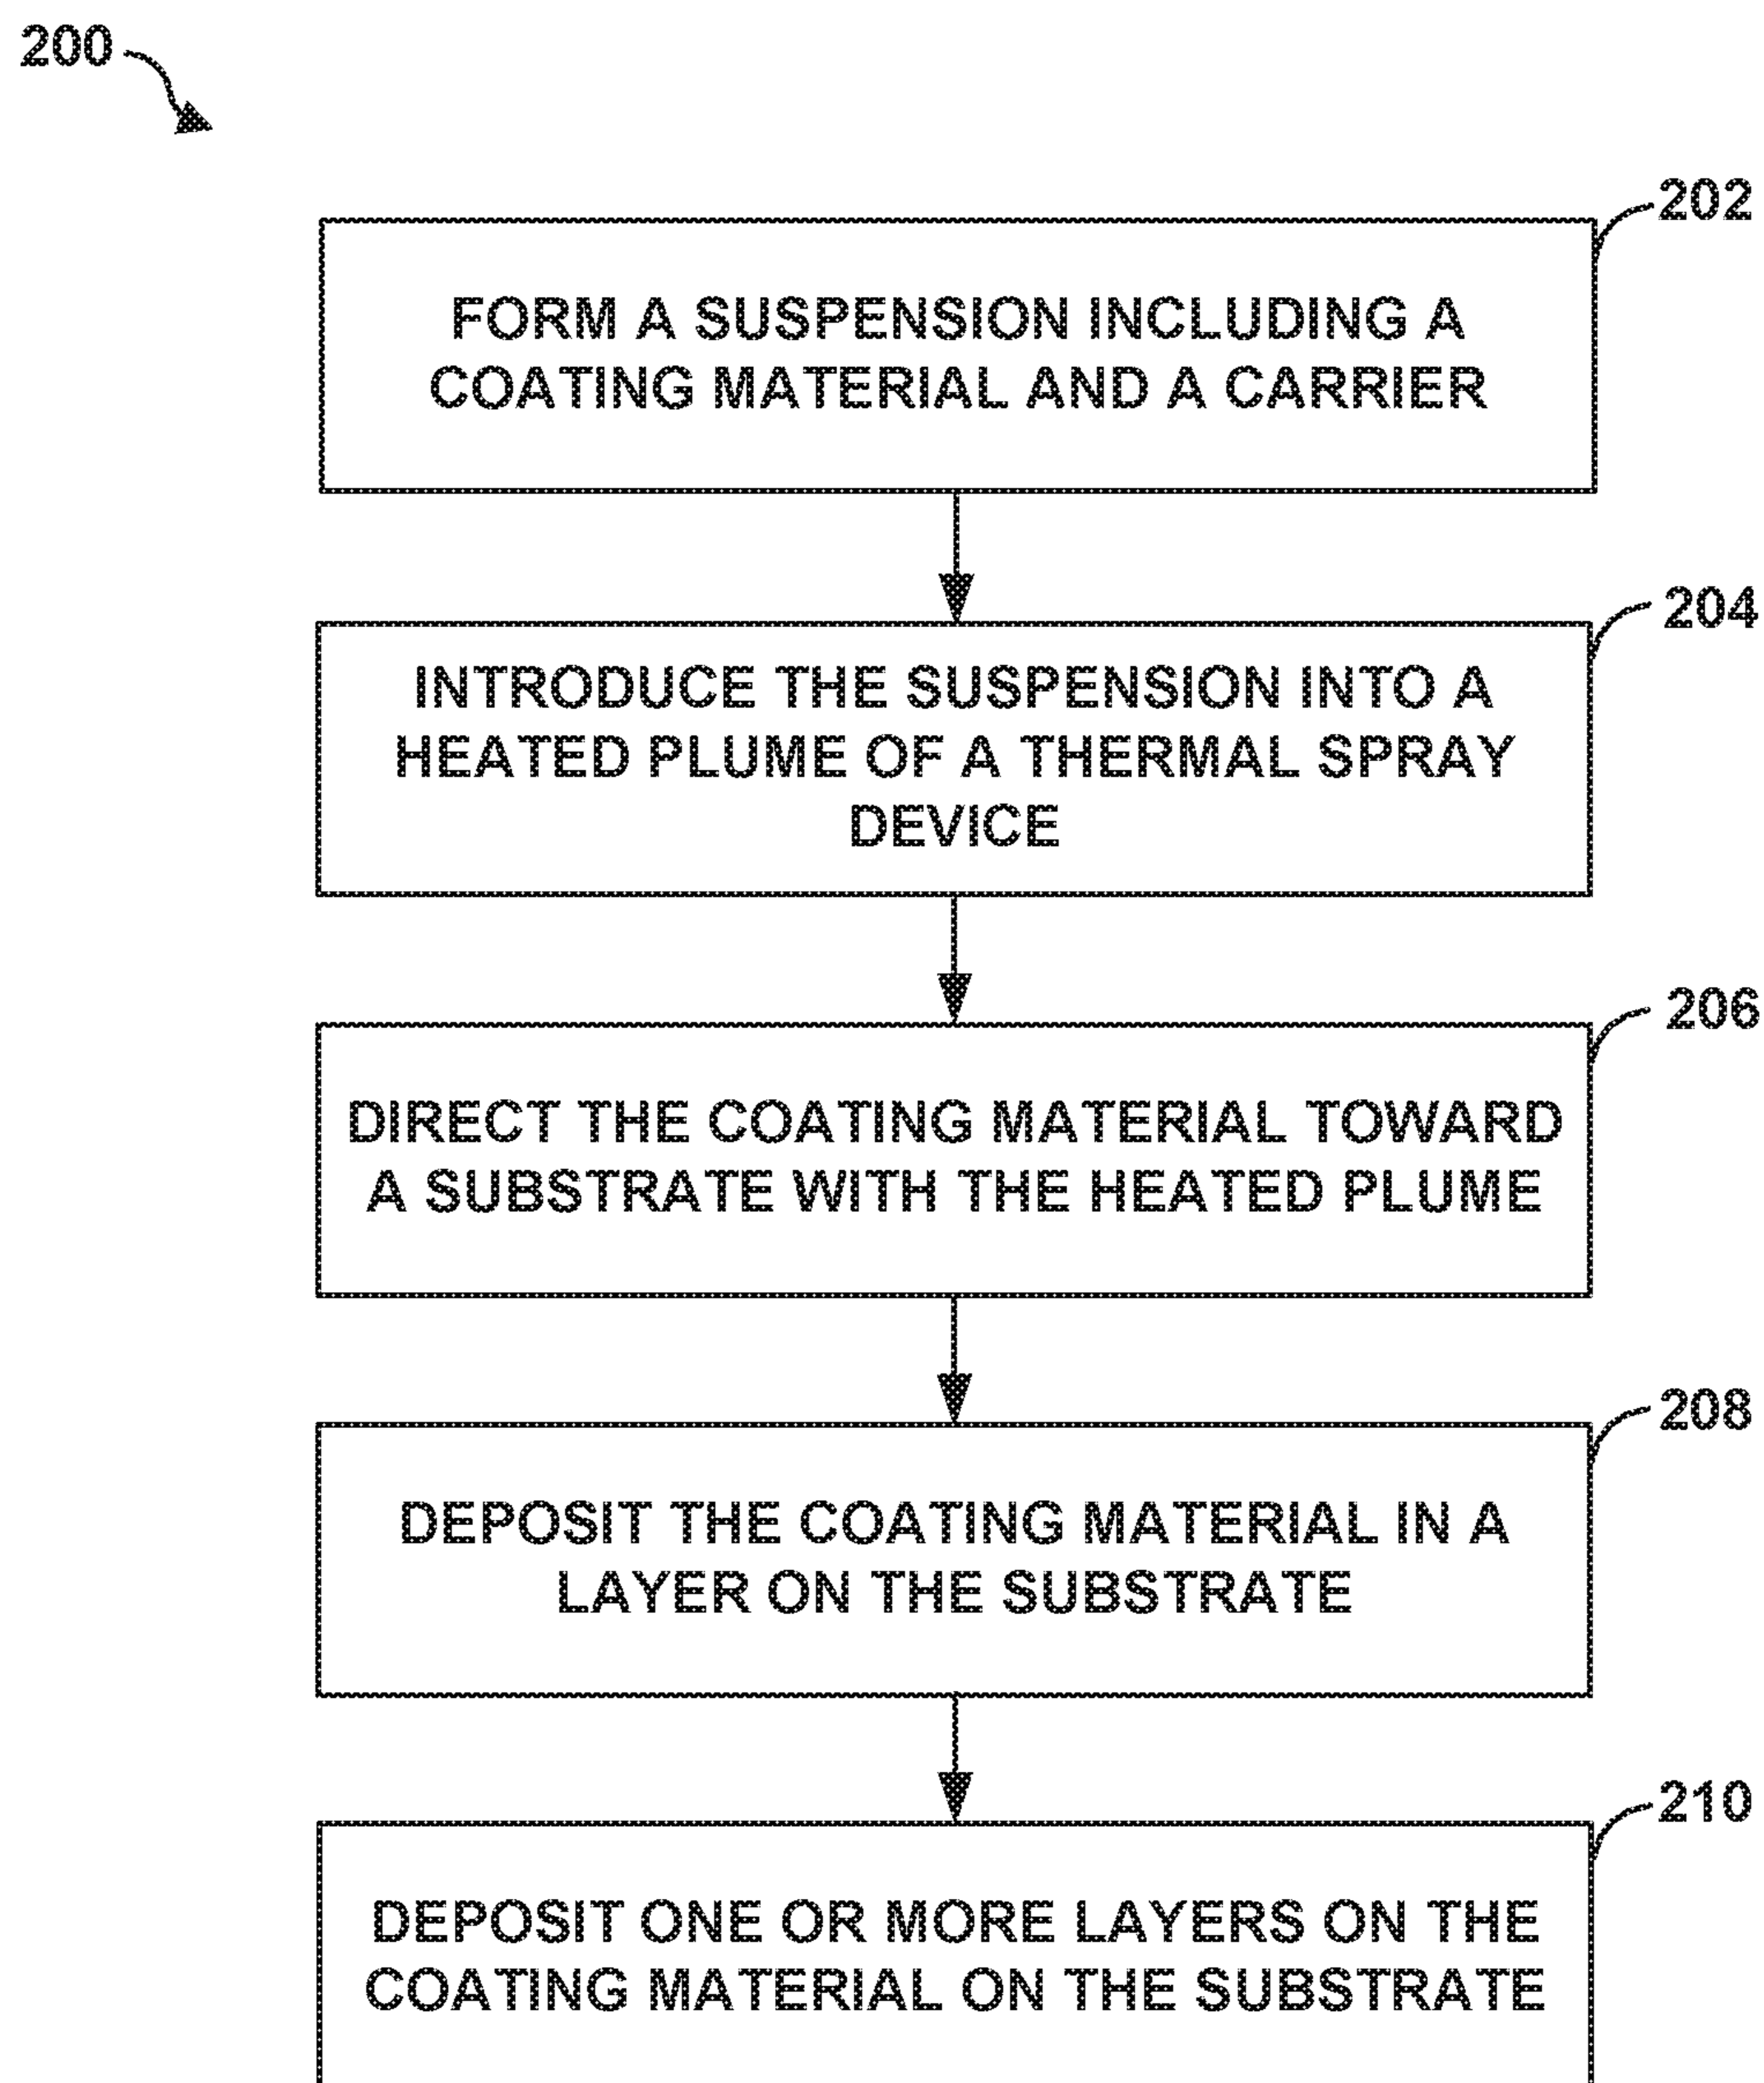 200
202
FORM A SUSPENSION INCLUDING A
COATING MATERIAL AND A CARRIER
204
INTRODUCE THE SUSPENSION INTO A
HEATED PLUME OF A THERMAL SPRAY
DEVICE
206
DIRECT THE COATING MATERIAL TOWARD
A SUBSTRATE WITH THE HEATED PLUME
208
DEPOSIT THE COATING MATERIAL IN A
LAYER ON THE SUBSTRATE
210
DEPOSIT ONE OR MORE LAYERS ON THE
COATING MATERIAL ON THE SUBSTRATE